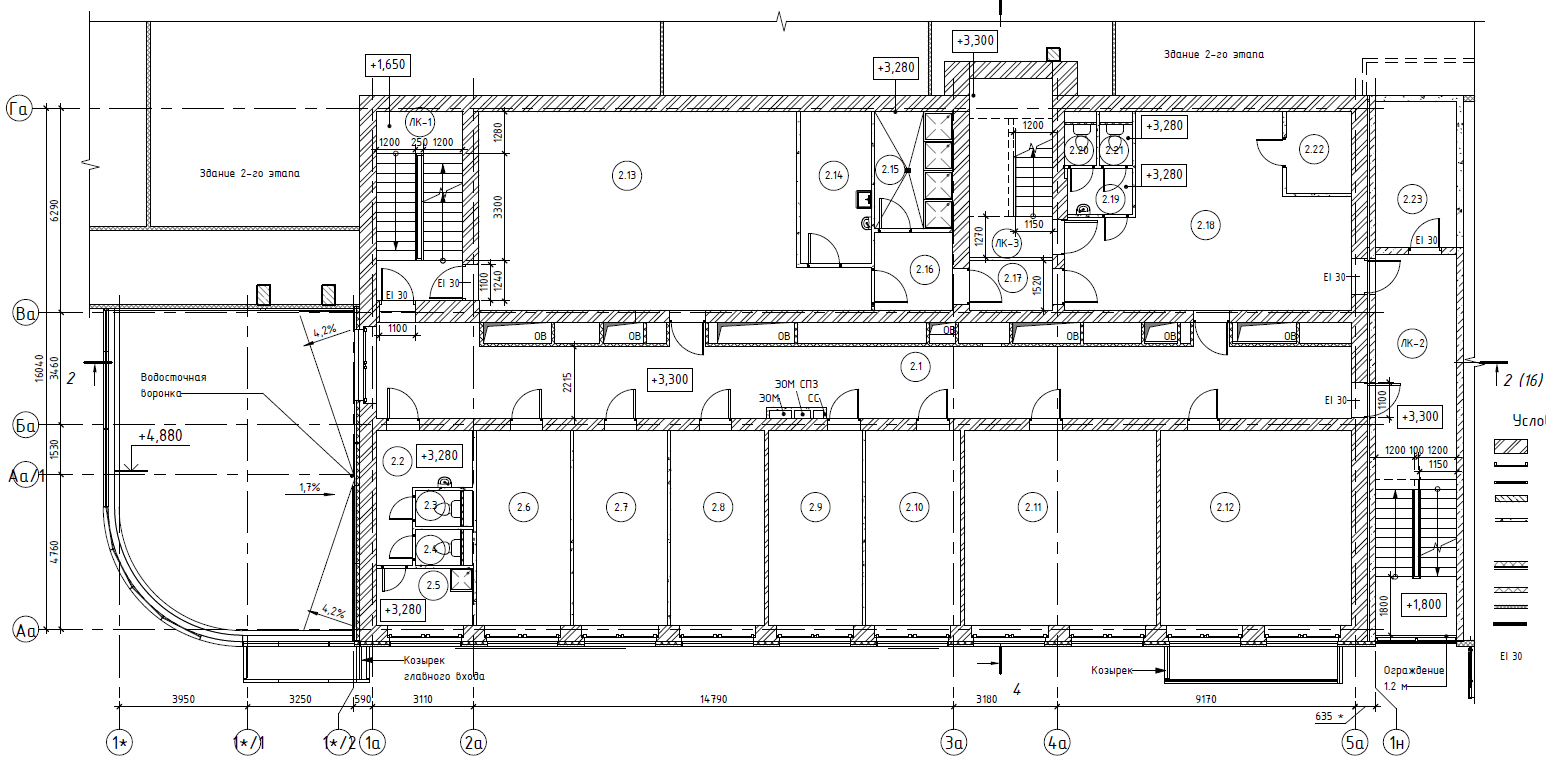 +3,300
Здание 2-го этапа
+1,650
+3,280
Га
ЛК-1
1200
250
1200
1280
1200
2.20
2.21
+3,280
2.22
Здание 2-го этапа
2.13
2.14
2.15
+3,280
6290
3300
2.19
2.23
1150
2.18
1270
ЛК-3
EI 30
2.16
2.17
EI 30
1100
1240
1520
EI 30
EI 30
Ва
4,2%
1100
ОВ
ОВ
ОВ
ОВ
ОВ
ОВ
ЛК-2
16040
3460
2
Водосточная
воронка
2215
+3,300
2.1
2 (16)
ЭОМ СПЗ
ЭОМ
СС
EI 30
1100
+3,300
Ба
+4,880
Усло
1530
2.2
+3,280
1200
100
1200
1150
Аа/1
1,7%
2.3
2.6
2.7
2.8
2.9
2.10
2.11
2.12
4760
2.4
2.5
4,2%
+3,280
1800
+1,800
Аа
EI 30
Козырек
главного входа
Козырек
Ограждение
1.2 м
4
3950
3250
590
3110
14790
3180
9170
635 *
1*
1*/1
1*/2
1а
2а
3а
4а
5а
1н